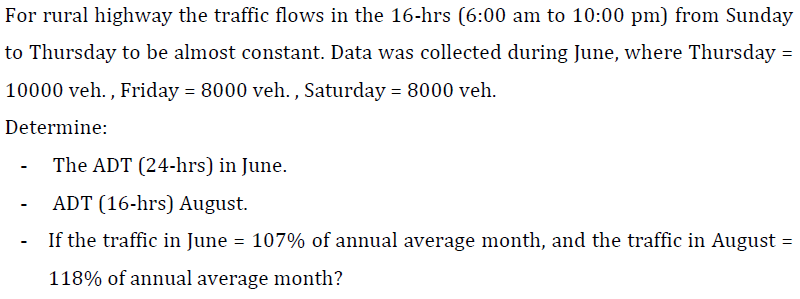 For rural highway the traffic flows in the 16-hrs (6:00 am to 10:00 pm) from Sunday
to Thursday to be almost constant. Data was collected during June, where Thursday =
10000 veh. , Friday = 8000 veh. , Saturday = 8000 veh.
Determine:
- The ADT (24-hrs) in June.
- ADT (16-hrs) August.
- If the traffic in June = 107% of annual average month, and the traffic in August =
118% of annual average month?